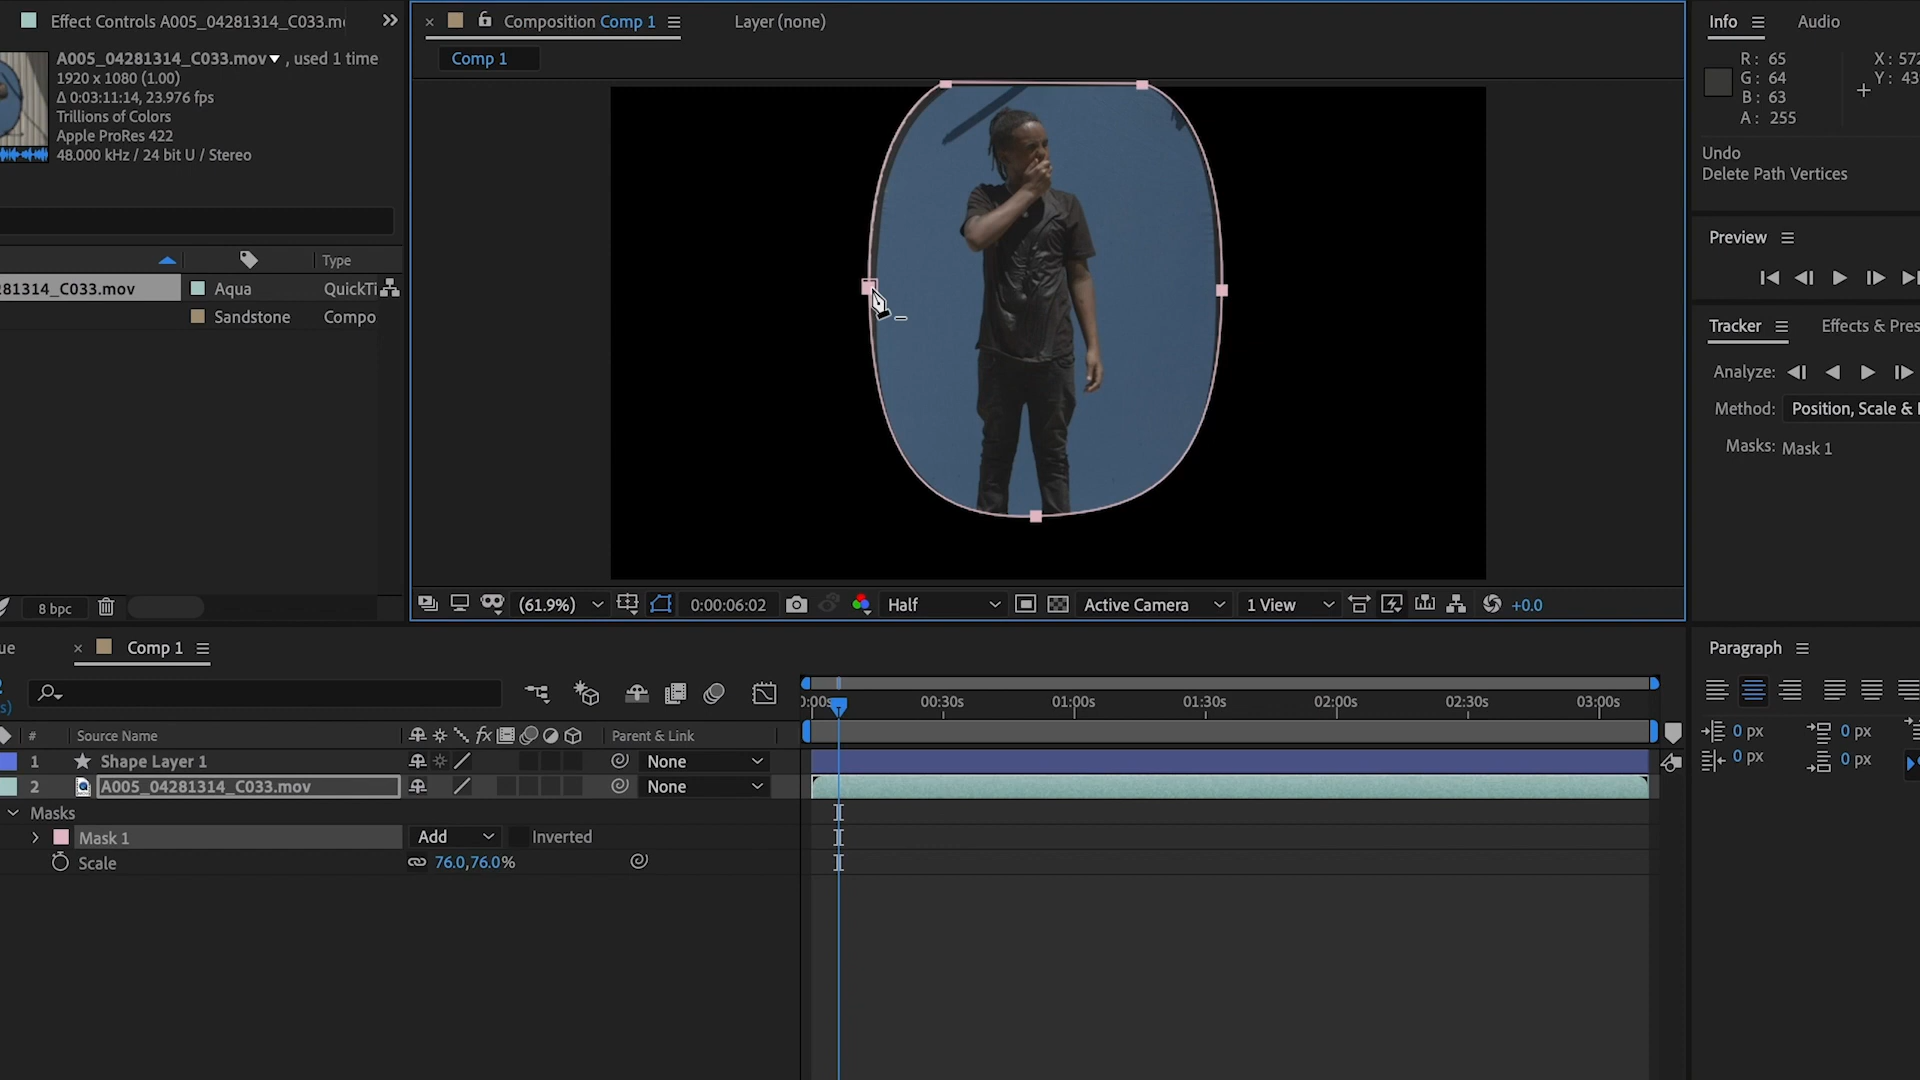 Effect Controls A005_04281314_C033.m
A005_04281314_C033.mov ▼ , used 1 time
1920 x 1080 (1.00)
Δ 0:03:11:14, 23.976 fps
Trillions of Colors
Apple ProRes 422
48.000 kHz / 24 bit U / Stereo
Type
281314_C033.mov
Aqua
QuickTi
Sandstone
Compo
8 bpc
Composition Comp 1
Layer (none)
Comp 1
(61.9%)
0:00:06:02
Half
Active Camera
1 View
+0.0
Info
Audio
R: 65
G: 64
B: 63
A: 255
X: 572
Y: 43
Undo
Delete Path Vertices
Preview
Tracker
Effects & Pres
Analyze:
Method: Position, Scale &
Masks: Mask 1
ue
Comp 1
s)
# Source Name
fx
Parent & Link
1 Shape Layer 1
None
2 A005_04281314_C033.mov
None
Masks
Mask 1
Add
Inverted
Scale
76.0,76.0%
0:00s 00:30s 01:00s 01:30s 02:00s 02:30s 03:00s
Paragraph
0 px 0 px
0 px 0 px